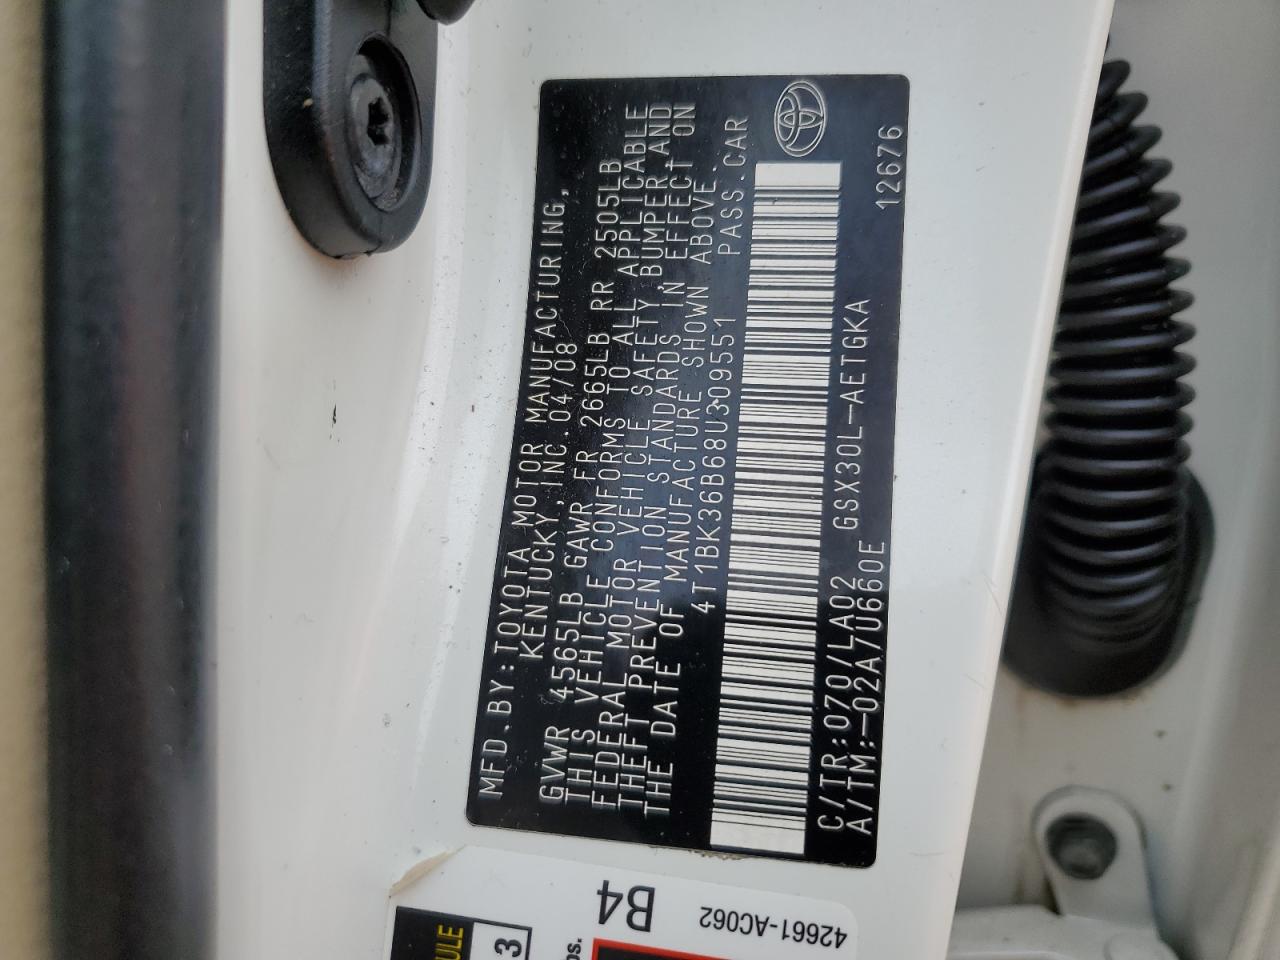 MFD.BY:TOYOTA MOTOR MANUFACTURING,
KENTUCKY,INC. 04/08
GVWR 4565LB GAWR FR 2665LB RR 2505LB
THIS VEHICLE CONFORMS TO ALL APPLICABLE
FEDERAL MOTOR VEHICLE SAFETY,BUMPER,AND
THEFT PREVENTION STANDARDS IN EFFECT ON
THE DATE OF MANUFACTURE SHOWN ABOVE.
4T1BK36B68U309551 PASS.CAR
C/TR:070/LA02 GSX30L-AETGKA 12676
A/TM:-02A/U660E
B4
42661-AC062
ULE
3
os.